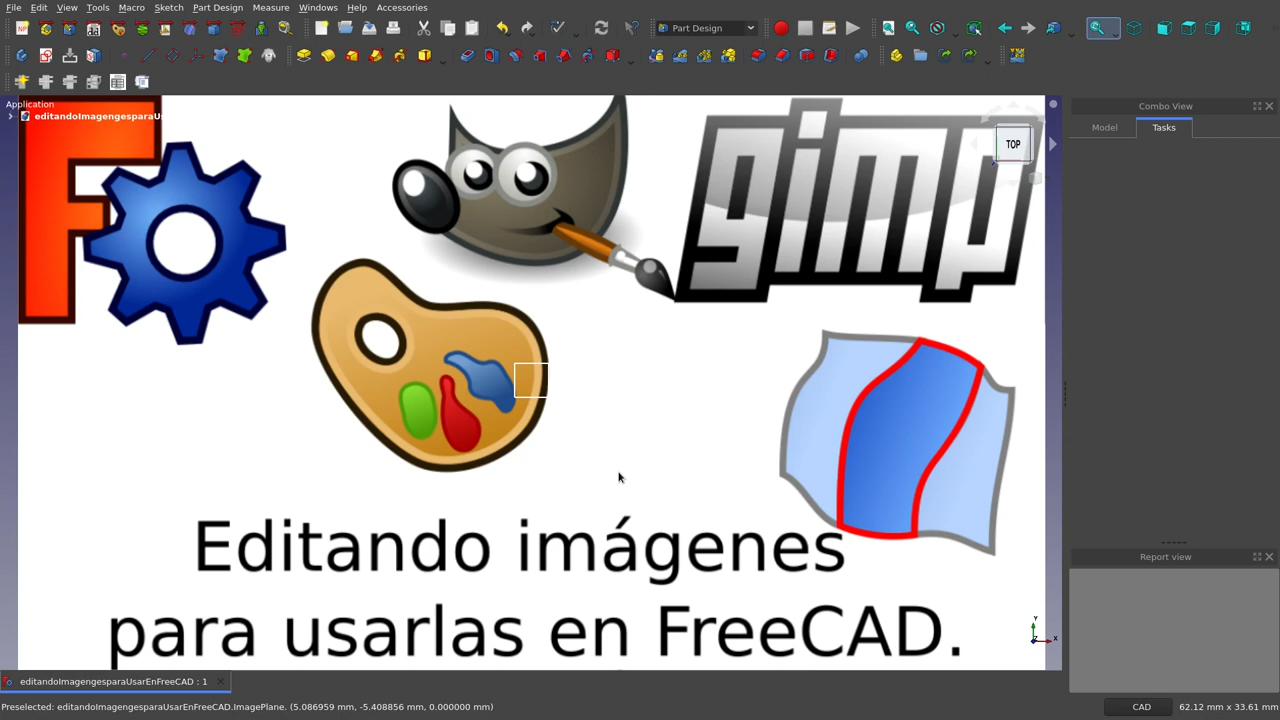 File Edit View Tools Macro Sketch Part Design Measure Windows Help Accessories
Part Design
Application
editandoImagengesparaUs
Combo View
Model Tasks
TOP
gimp
F
Editando imágenes
para usarlas en FreeCAD.
Y
Z X
Report view
editandoImagengesparaUsarEnFreeCAD : 1
Preselected: editandoImagengesparaUsarEnFreeCAD.ImagePlane. (5.086959 mm, -5.408856 mm, 0.000000 mm)
CAD 62.12 mm x 33.61 mm